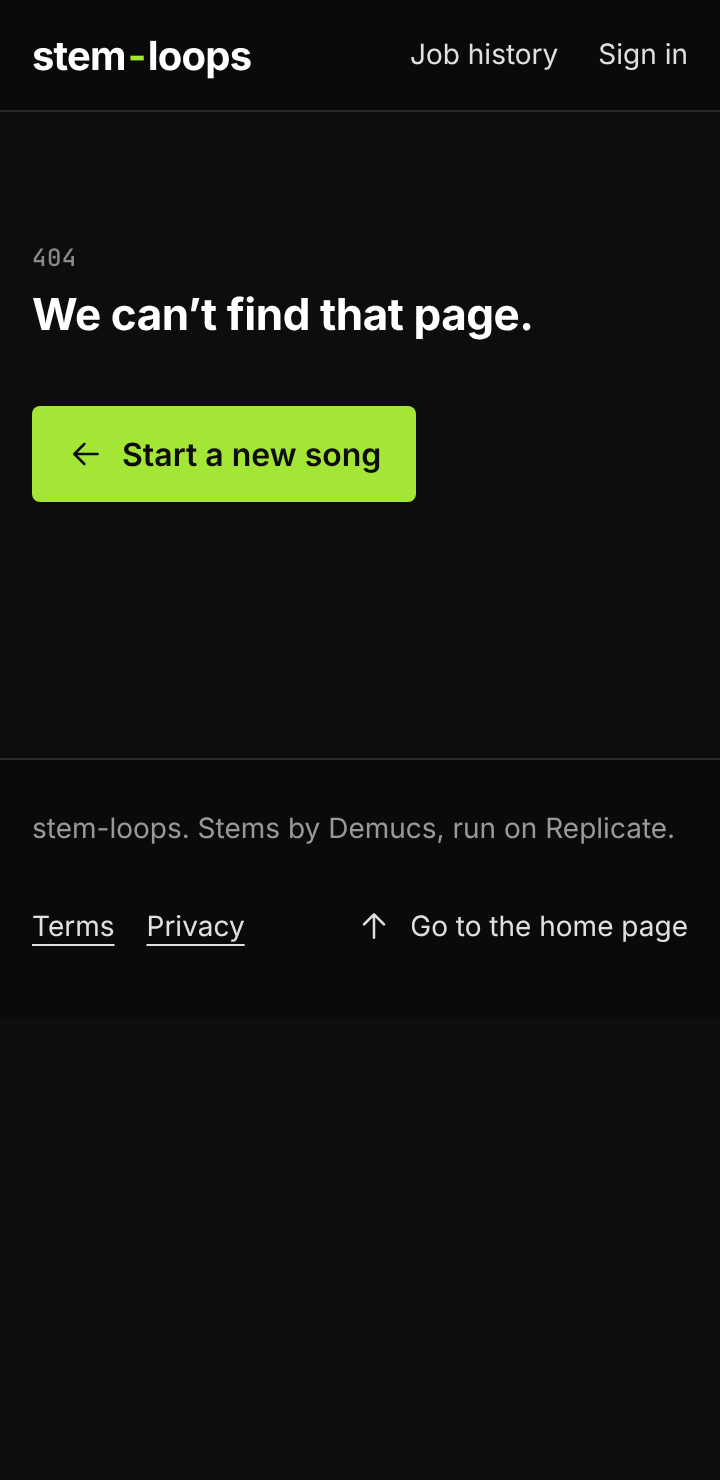 stem-loops
Job history Sign in
404
We can’t find that page.
← Start a new song
stem-loops. Stems by Demucs, run on Replicate.
Terms Privacy ↑ Go to the home page